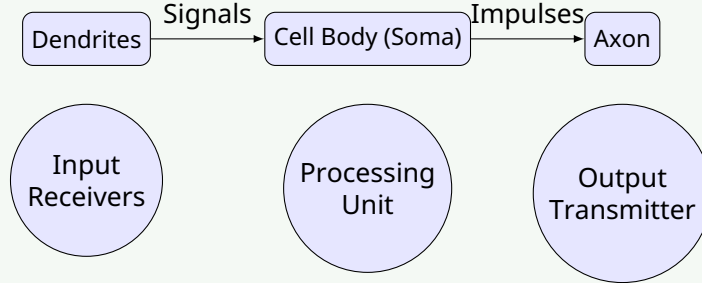 Signals
Impulses
Dendrites
Cell Body (Soma)
Axon
Input
Receivers
Processing
Unit
Output
Transmitter